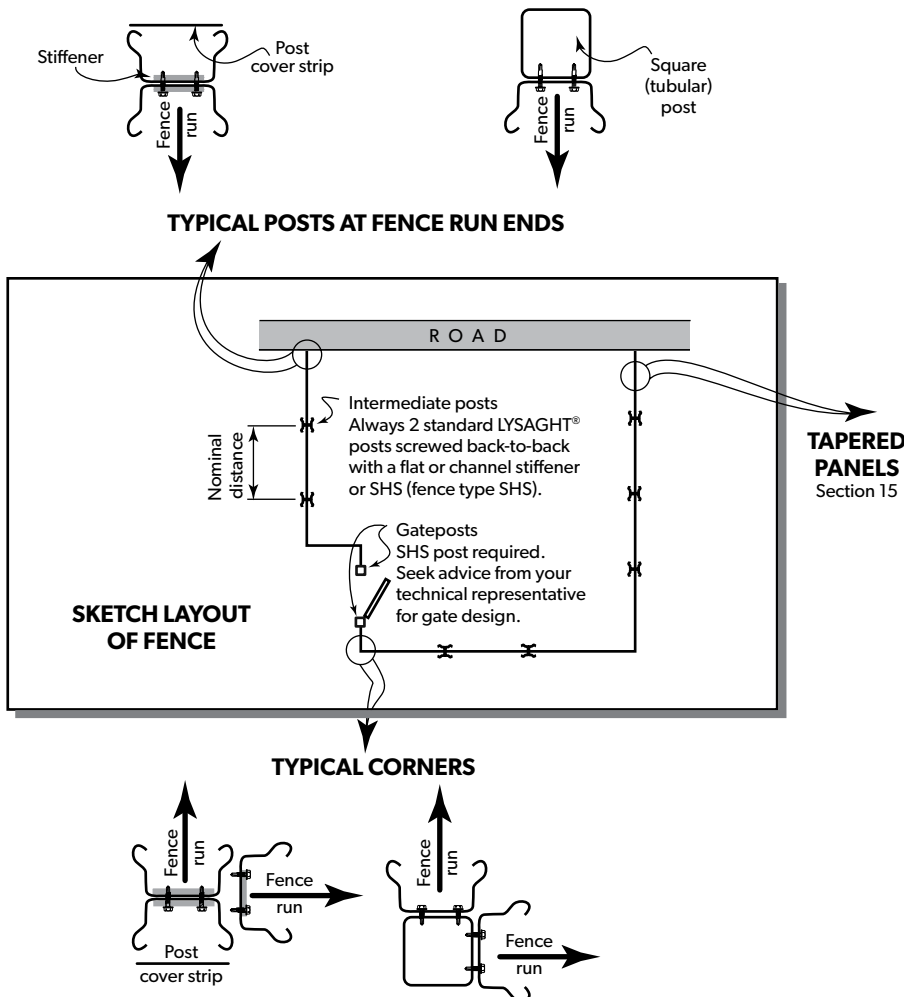 Stiffener
Post
cover strip
Fence
run
Square
(tubular)
post
Fence
run
TYPICAL POSTS AT FENCE RUN ENDS
ROAD
Intermediate posts
Always 2 standard LYSAGHT®
posts screwed back-to-back
with a flat or channel stiffener
or SHS (fence type SHS).
Nominal
distance
TAPERED
PANELS
Section 15
Gateposts
SHS post required.
Seek advice from your
technical representative
for gate design.
SKETCH LAYOUT
OF FENCE
TYPICAL CORNERS
Fence
run
Fence
run
Post
cover strip
Fence
run
Fence
run